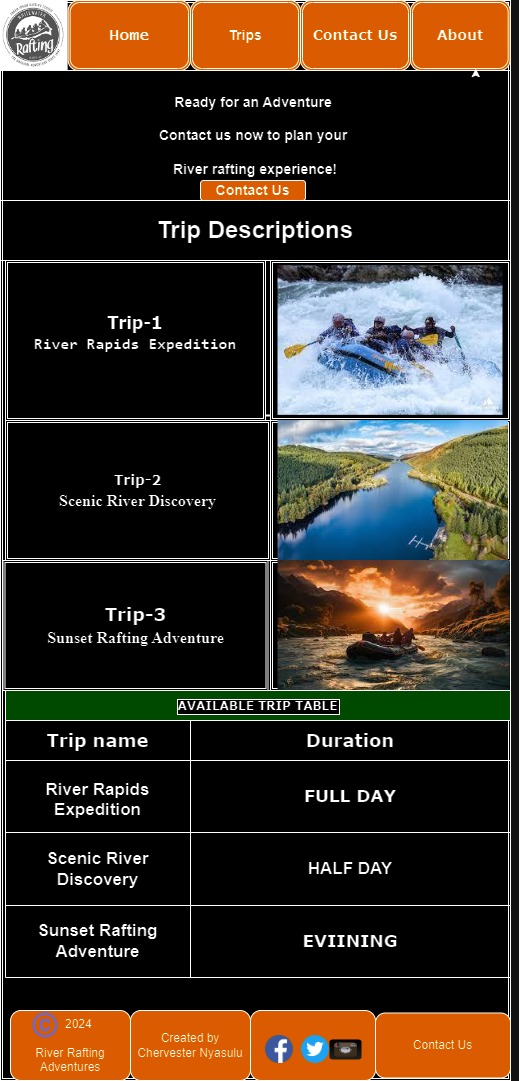 WHITEWATER
Rafting
Home
Trips
Contact Us
About
Ready for an Adventure
Contact us now to plan your
River rafting experience!
Contact Us
Trip Descriptions
Trip-1
River Rapids Expedition
Trip-2
Scenic River Discovery
Trip-3
Sunset Rafting Adventure
AVAILABLE TRIP TABLE
Trip name
Duration
River Rapids
Expedition
FULL DAY
Scenic River
Discovery
HALF DAY
Sunset Rafting
Adventure
EVIINING
© 2024
River Rafting
Adventures
Created by
Chervester Nyasulu
Contact Us